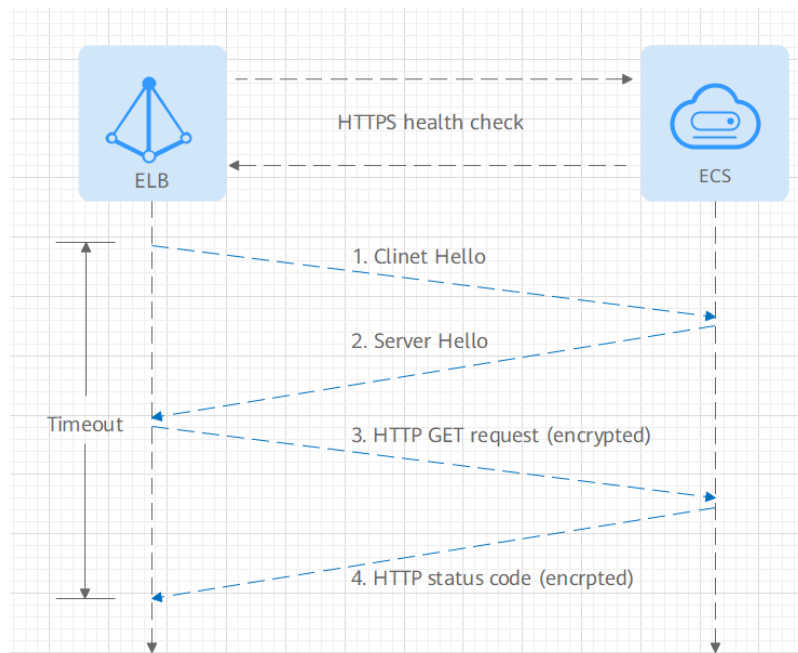 HTTPS health check
ELB
ECS
1. Clinet Hello
2. Server Hello
Timeout
3. HTTP GET request (encrypted)
4. HTTP status code (encrpted)